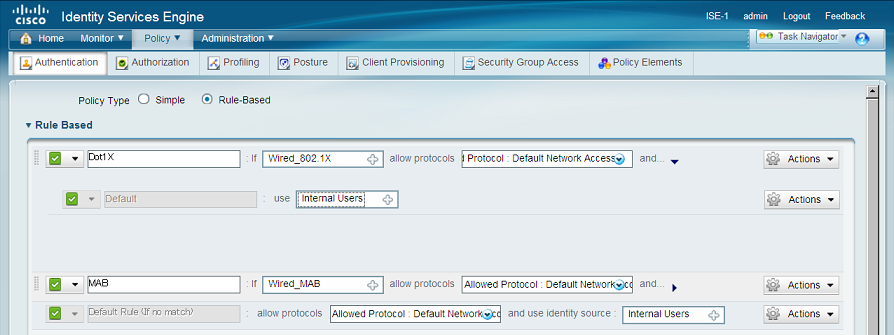 CISCO Identity Services Engine ISE-1 admin Logout Feedback
Home Monitor Policy Administration Task Navigator ?
Authentication Authorization Profiling Posture Client Provisioning Security Group Access Policy Elements
Policy Type Simple Rule-Based
Rule Based
Dot1X : If Wired_802.1X allow protocols d Protocol : Default Network Access and... Actions
Default : use Internal Users Actions
MAB : If Wired_MAB allow protocols Allowed Protocol : Default Network and... Actions
Default Rule (If no match) : allow protocols Allowed Protocol : Default Network and use identity source : Internal Users Actions